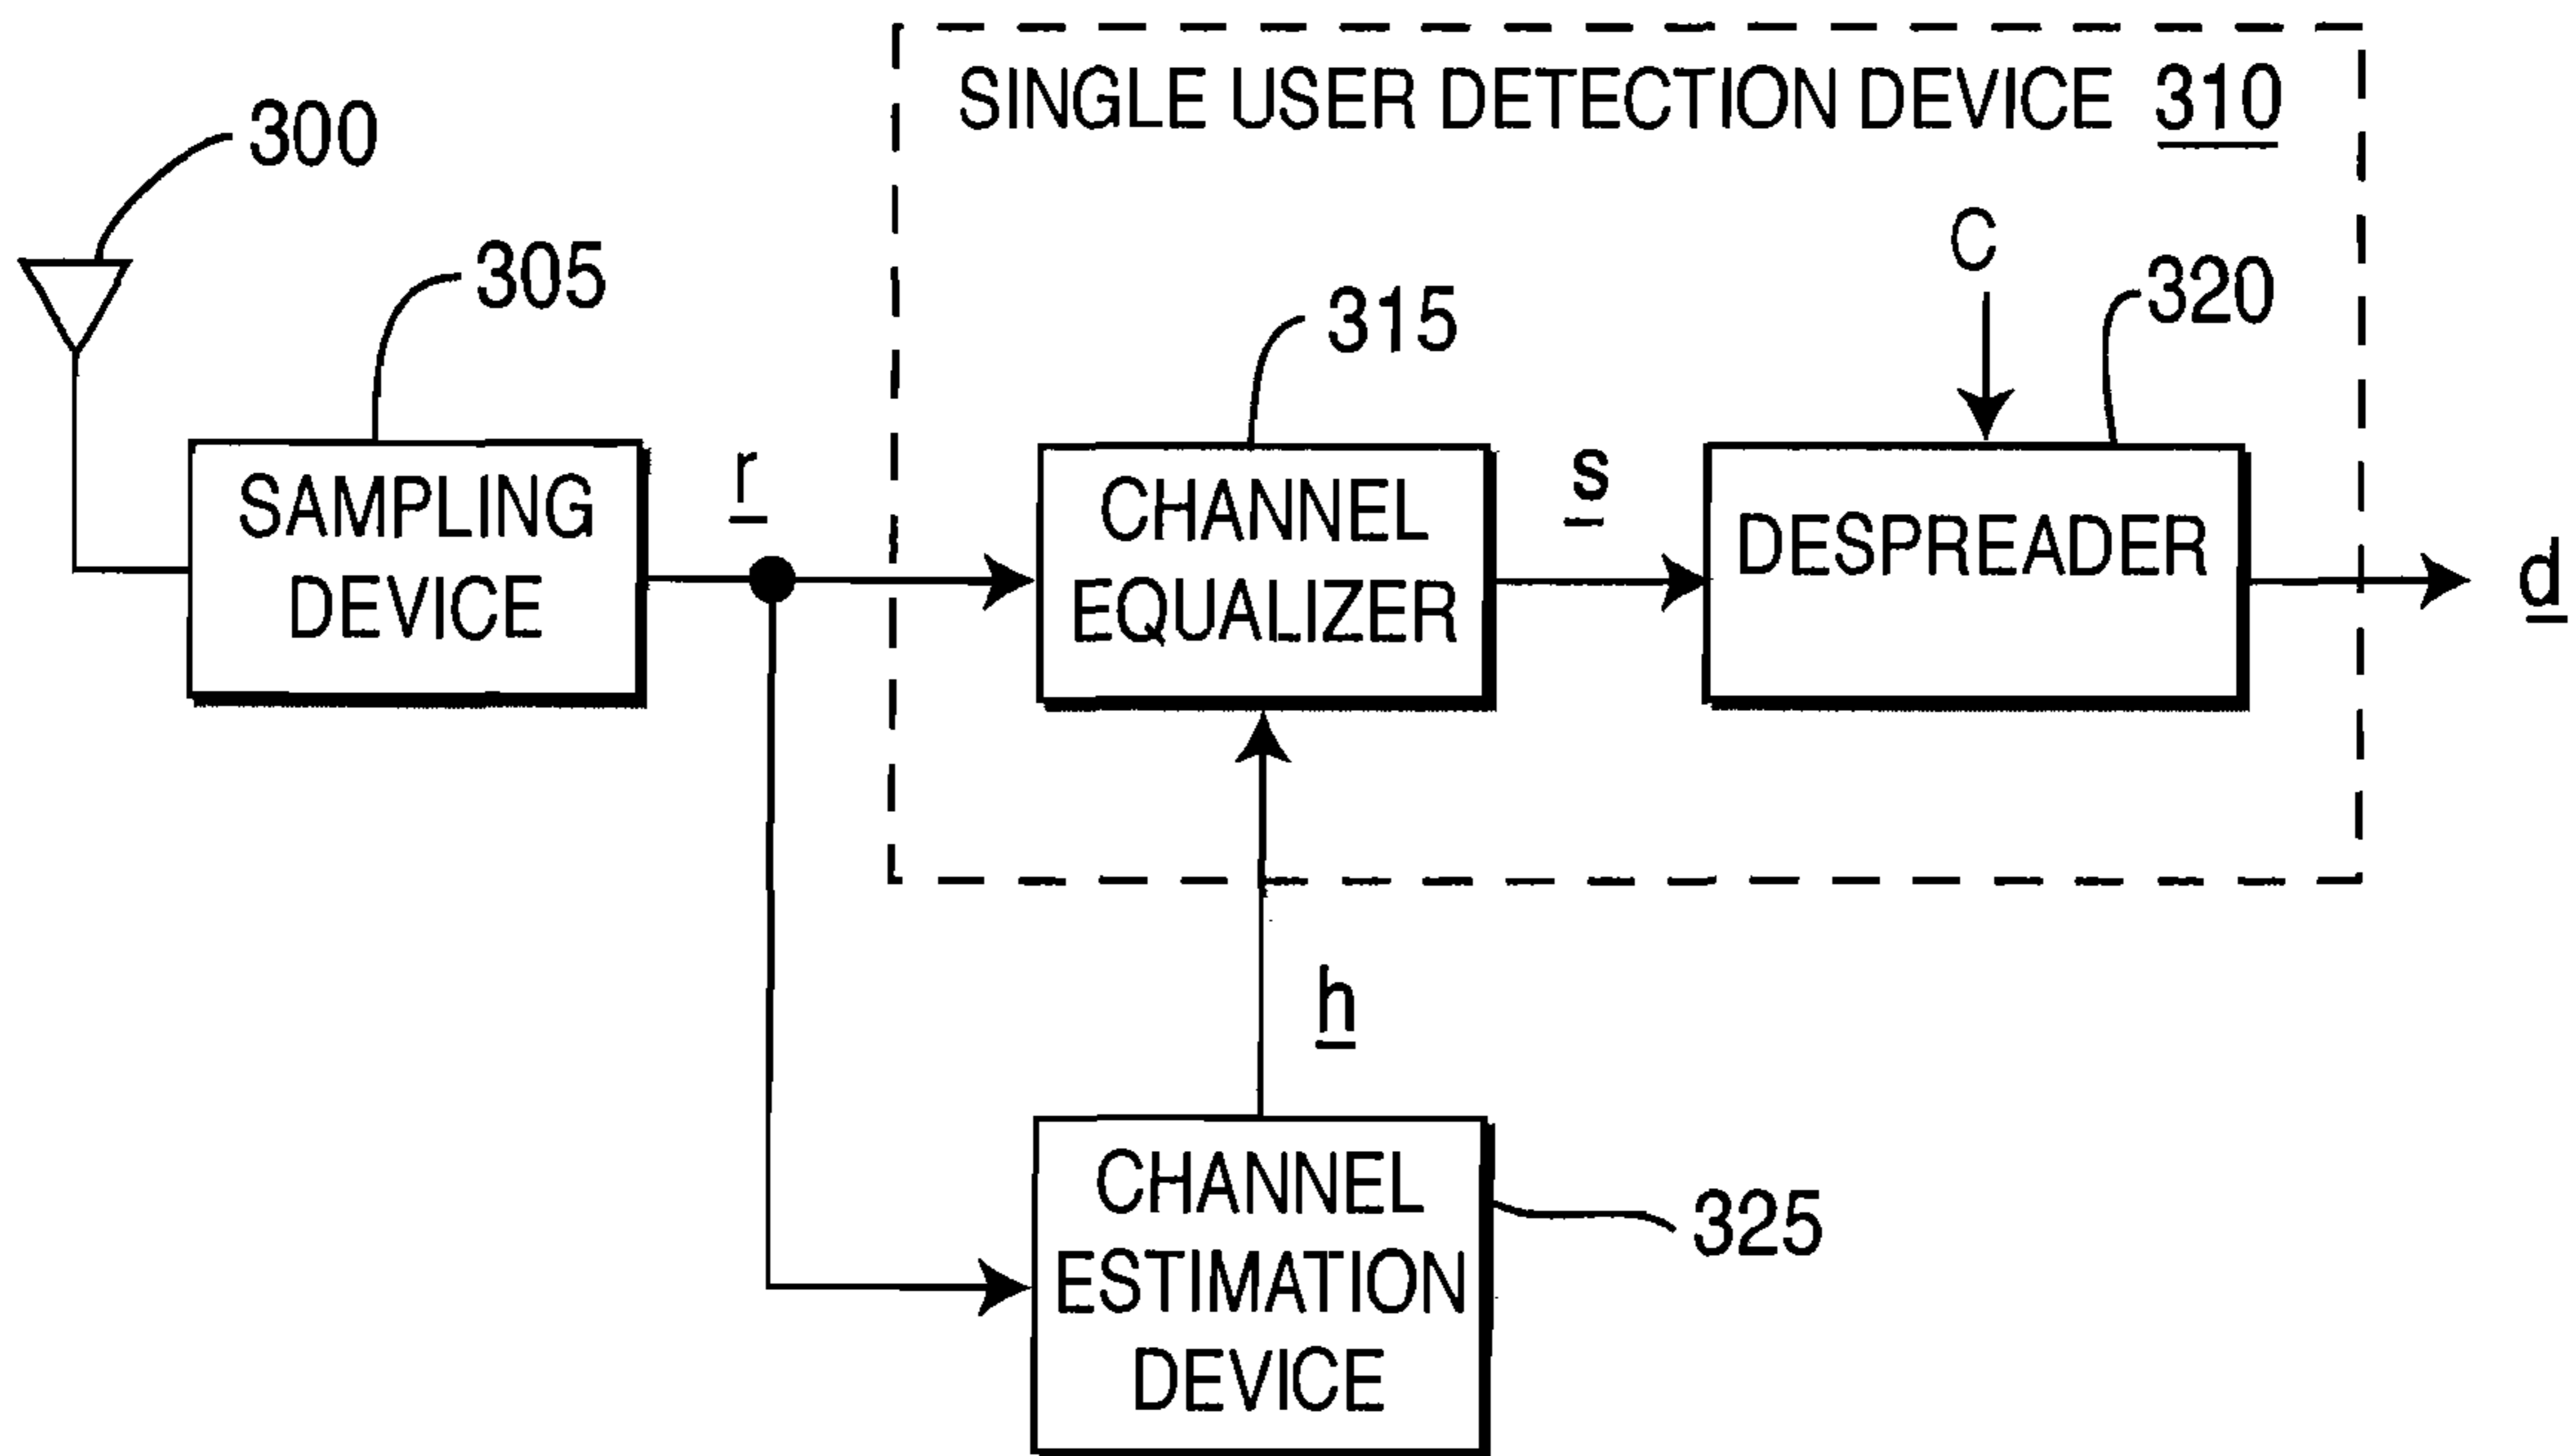 SINGLE USER DETECTION DEVICE 310
300
305
315
C
320
SAMPLING
DEVICE
r
CHANNEL
EQUALIZER
s
DESPREADER
d
h
CHANNEL
ESTIMATION
DEVICE
325